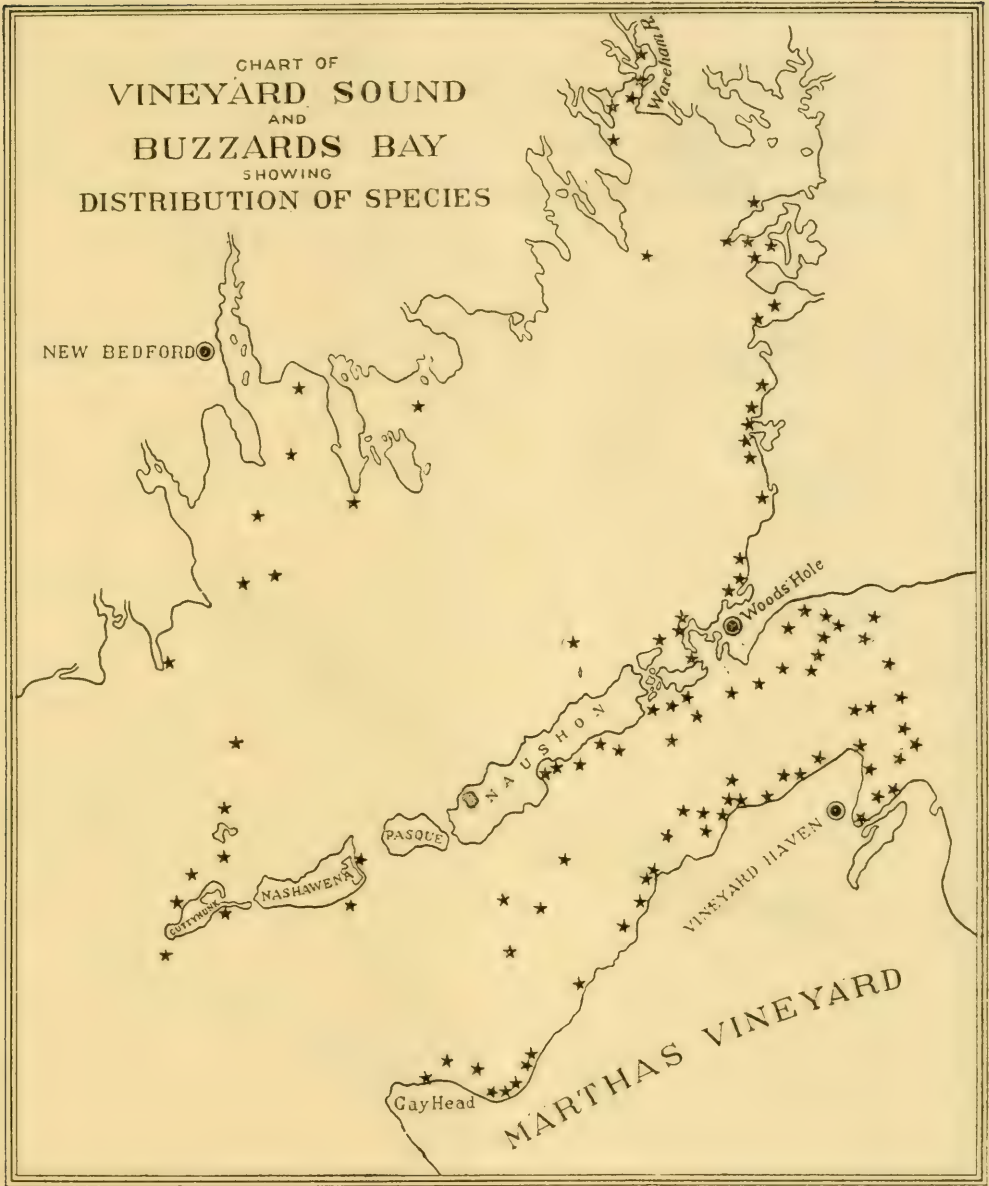 CHART OF
VINEYARD SOUND
AND
BUZZARDS BAY
SHOWING
DISTRIBUTION OF SPECIES
Wareham R.
NEW BEDFORD
Woods Hole
NAUSHON
PASQUE
NASHAWENA
CUTTYHUNK
VINEYARD HAVEN
MARTHAS VINEYARD
Gay Head